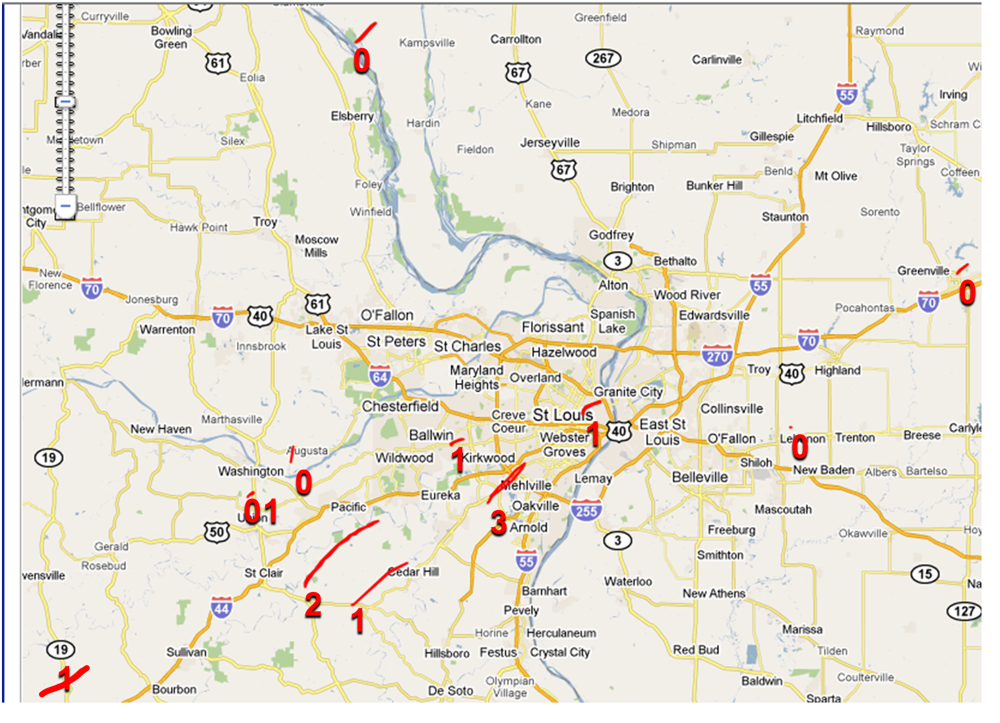 Curryville
Greenfield
Raymond
Bowling
Green
Kampsville
Carrollton
61
0
67
267
Carlinville
Eolia
55
Irving
Kane
Elsberry
Hardin
Medora
Litchfield
Hillsboro
Silex
Jerseyville
Shipman
Gillespie
Fieldon
Taylor
Springs
67
Benld
Mt Olive
Coffeen
Foley
Brighton
Bunker Hill
Bellflower
Winfield
City
Hawk Point
Troy
Staunton
Sorento
Moscow
Mills
Godfrey
3
Bethalto
New
Florence
70
Greenville
Alton
55
0
Jonesburg
61
Wood River
70
70
40
O'Fallon
Spanish
Lake
Edwardsville
Pocahontas
Warrenton
Lake St
Louis
Florissant
Innsbrook
St Peters
St Charles
70
Hazelwood
270
64
Maryland
Heights
Overland
Troy
40
Highland
Granite City
Chesterfield
Collinsville
Marthasville
Creve
Coeur
St Louis
New Haven
Ballwin
1
40
East St
Louis
O'Fallon
Lebanon
Trenton
Breese
Webster
Groves
19
Augusta
Wildwood
1
Kirkwood
0
Washington
0
Lemay
Belleville
Shiloh
New Baden
Albers
Bartelso
Mehlville
Eureka
01
Union
Pacific
Oakville
255
Mascoutah
3
Arnold
50
Freeburg
Okawville
3
Gerald
Smithton
Rosebud
55
St Clair
Cedar Hill
15
Waterloo
Barnhart
New Athens
44
2
1
Pevely
127
Marissa
Horine
Herculaneum
19
Sullivan
Hillsboro
Festus
Crystal City
Red Bud
Tilden
1
Bourbon
De Soto
Olympian
Village
Baldwin
Coulterville
Sparta